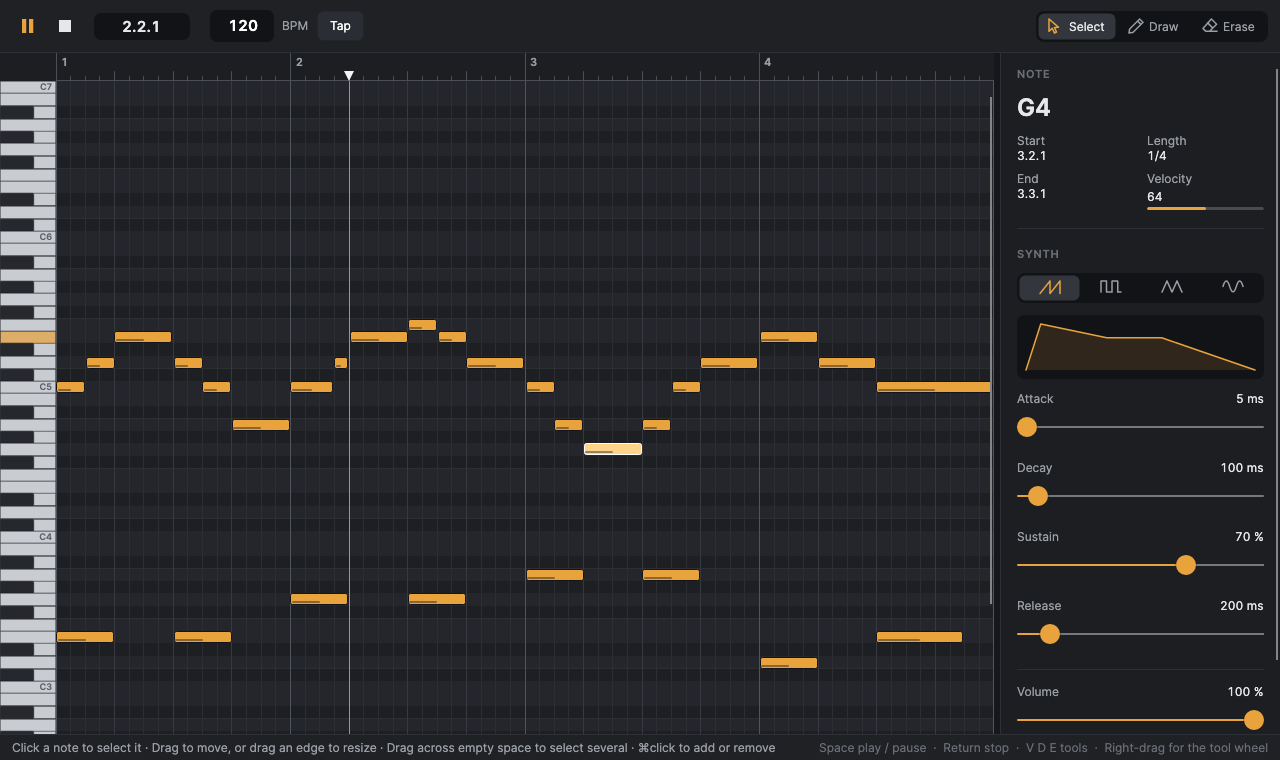 2.2.1 120 BPM Tap Select Draw Erase
1 2 3 4
C7
C6
C5
C4
C3
NOTE
G4
Start Length
3.2.1 1/4
End Velocity
3.3.1 64
SYNTH
Attack 5 ms
Decay 100 ms
Sustain 70 %
Release 200 ms
Volume 100 %
Click a note to select it · Drag to move, or drag an edge to resize · Drag across empty space to select several · ⌘click to add or remove Space play / pause · Return stop · V D E tools · Right-drag for the tool wheel